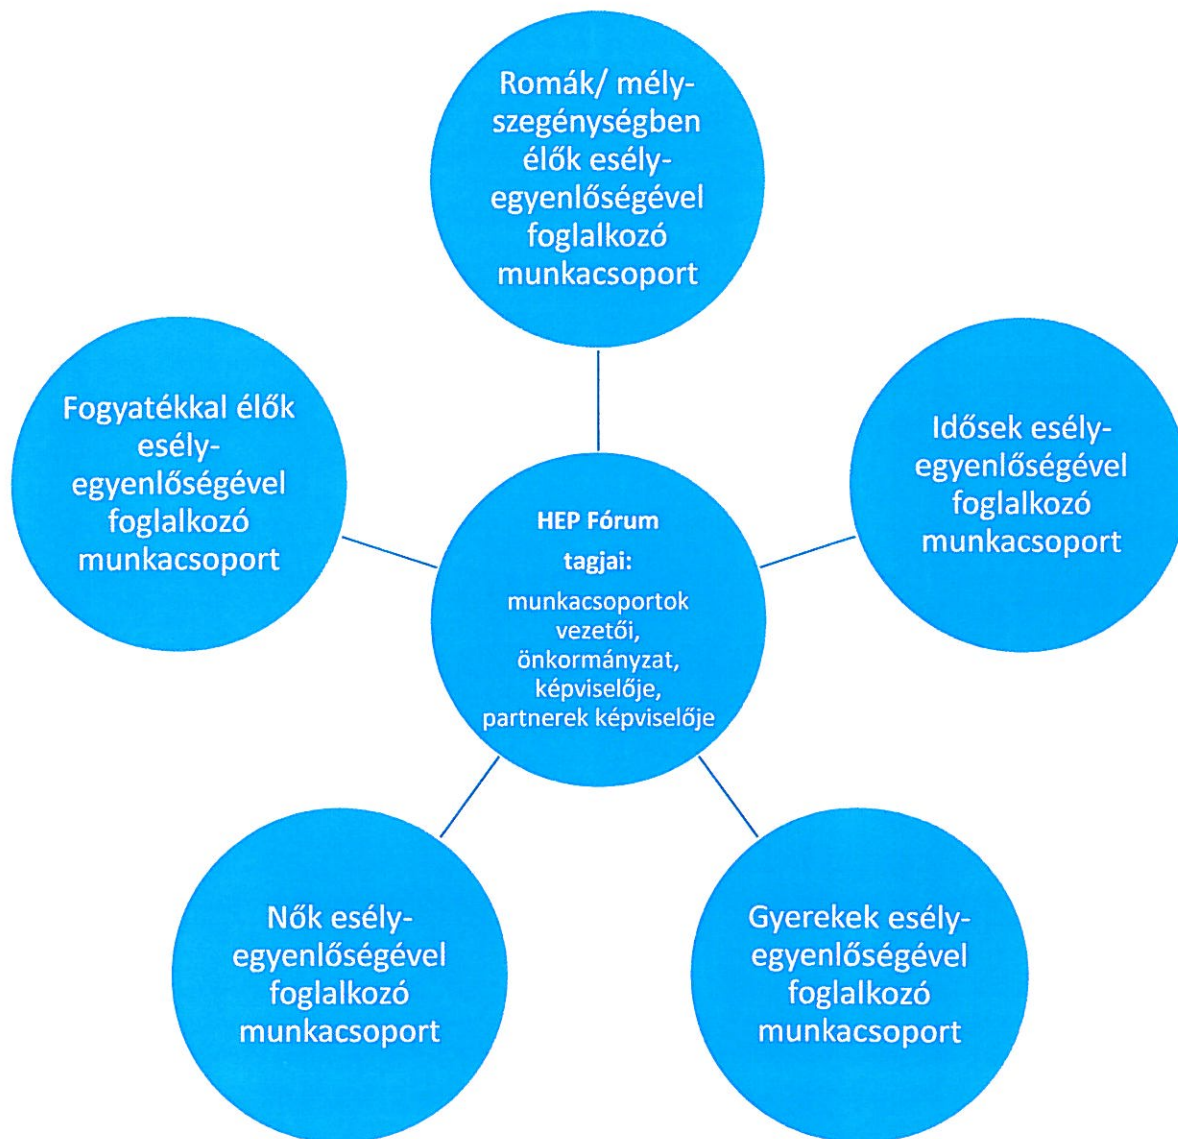 Romák/ mély-
szegénységben
élők esély-
egyenlőségével
foglalkozó
munkacsoport
Fogyatékkal élők
esély-
egyenlőségével
foglalkozó
munkacsoport
Idősek esély-
egyenlőségével
foglalkozó
munkacsoport
HEP Fórum
tagjai:
munkacsoportok
vezetői,
önkormányzat,
képviselője,
partnerek képviselője
Nők esély-
egyenlőségével
foglalkozó
munkacsoport
Gyerekek esély-
egyenlőségével
foglalkozó
munkacsoport